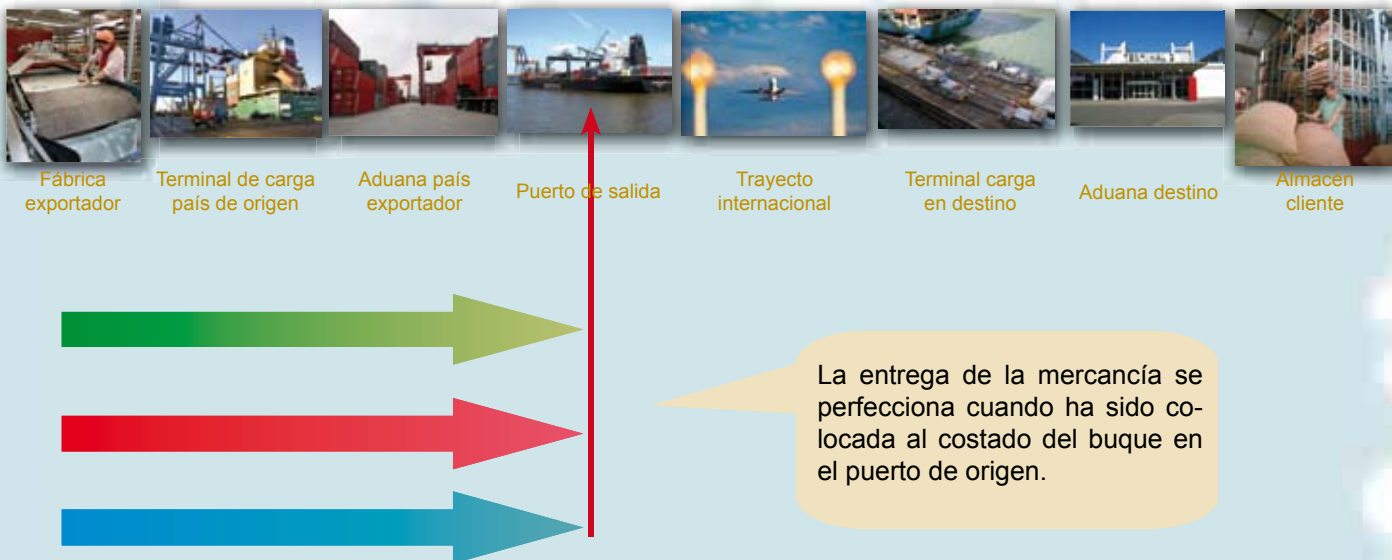 Fábrica
exportador
Terminal de carga
país de origen
Aduana país
exportador
Puerto de salida
Trayecto
internacional
Terminal carga
en destino
Aduana destino
Almacén
cliente
La entrega de la mercancía se
perfecciona cuando ha sido co-
locada al costado del buque en
el puerto de origen.